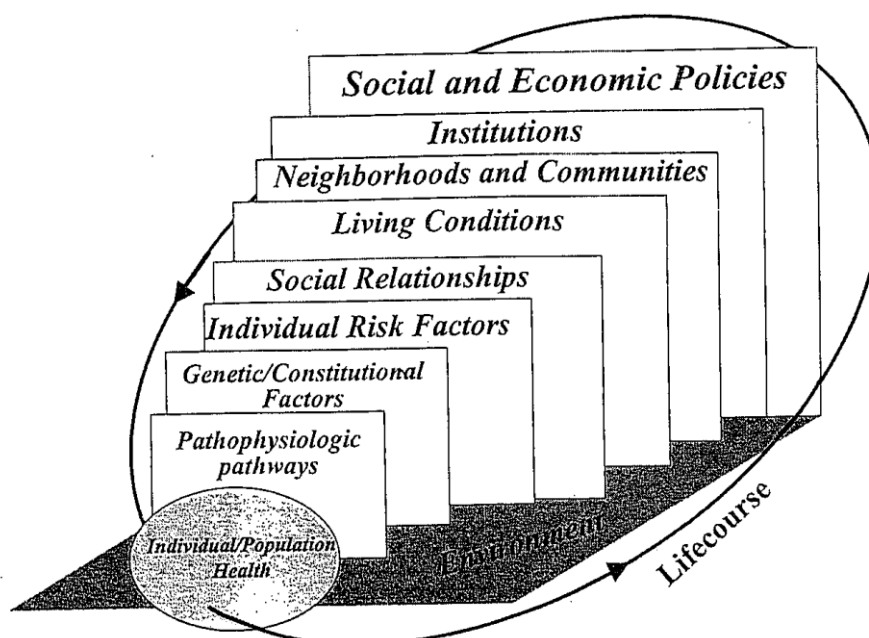 Social and Economic Policies
Institutions
Neighborhoods and Communities
Living Conditions
Social Relationships
Individual Risk Factors
Genetic/Constitutional
Factors
Pathophysiologic
pathways
Individual/Population
Health
Environment
Lifecourse